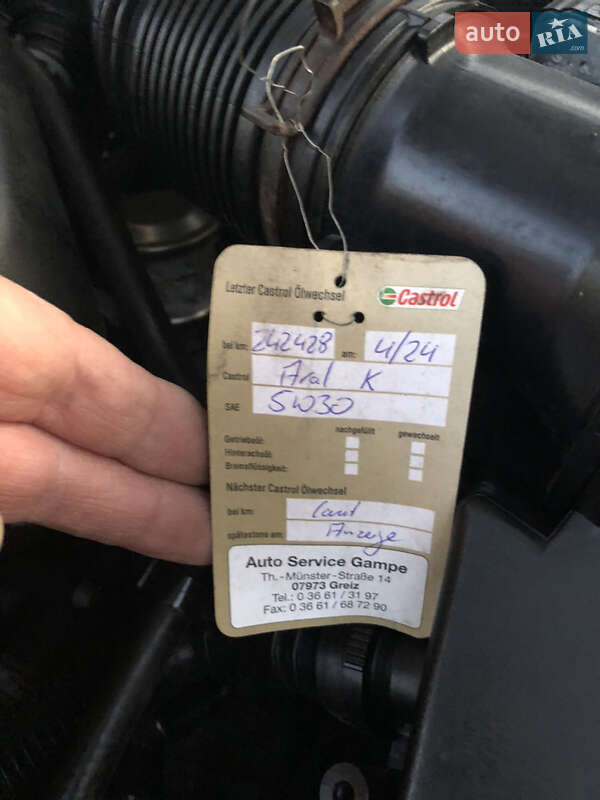 auto RIA .com
Letzter Castrol Ölwechsel Castrol
bei km: 242428 am: 4/24
Castrol Aral K
SAE 5W30
nachgefüllt gewechselt
Getriebeöl:
Hinterachsöl:
Bremsflüssigkeit:
Nächster Castrol Ölwechsel
bei km: laut
spätestens am: Anzeige
Auto Service Gampe
Th.-Münster-Straße 14
07973 Greiz
Tel.: 0 36 61 / 31 97
Fax: 0 36 61 / 68 72 90